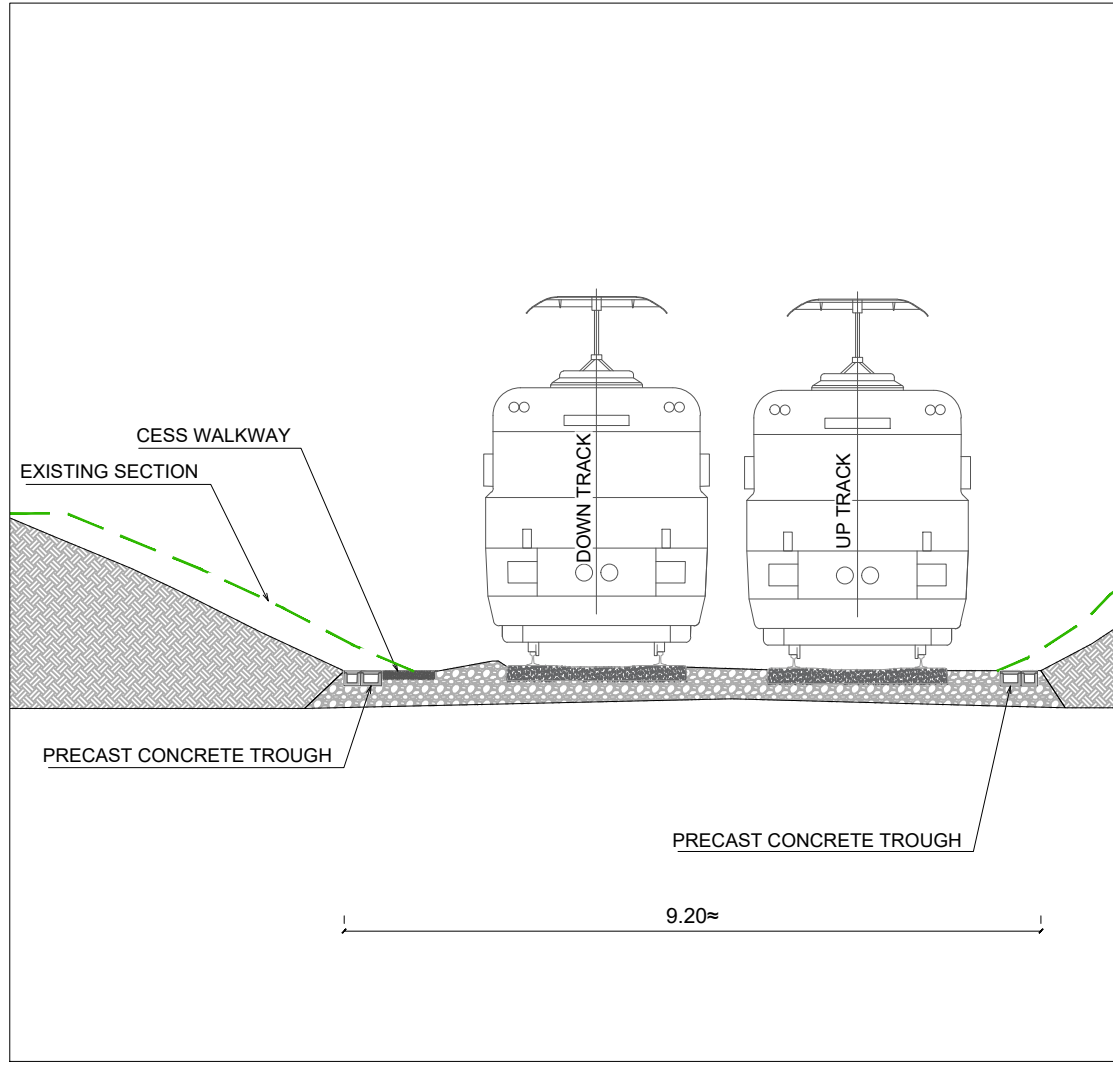 CESS WALKWAY
EXISTING SECTION
DOWN TRACK
UP TRACK
PRECAST CONCRETE TROUGH
PRECAST CONCRETE TROUGH
9.20≈